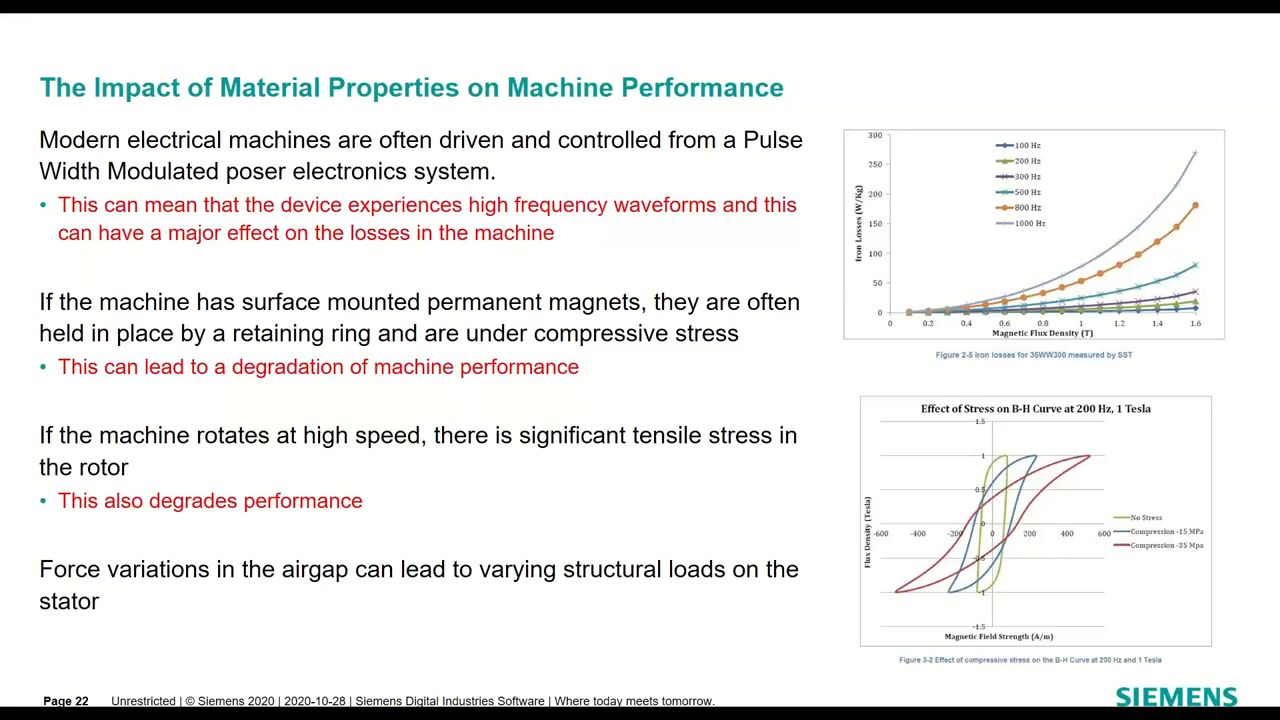 The Impact of Material Properties on Machine Performance
Modern electrical machines are often driven and controlled from a Pulse
Width Modulated poser electronics system.
• This can mean that the device experiences high frequency waveforms and this
can have a major effect on the losses in the machine
If the machine has surface mounted permanent magnets, they are often
held in place by a retaining ring and are under compressive stress
• This can lead to a degradation of machine performance
If the machine rotates at high speed, there is significant tensile stress in
the rotor
• This also degrades performance
Force variations in the airgap can lead to varying structural loads on the
stator
300
250
200
150
100
50
0
Iron Losses (W/Kg)
100 Hz
200 Hz
300 Hz
500 Hz
800 Hz
1000 Hz
0 0.2 0.4 0.6 0.8 1.0 1.2 1.4 1.6
Magnetic Flux Density (T)
Figure 2-5 Iron losses for 35WW300 measured by SST
Effect of Stress on B-H Curve at 200 Hz, 1 Tesla
1.5
1
0.5
0
-600 -400 -200 0 200 400 600
-0.5
-1
-1.5
Flux Density (Tesla)
No Stress
Compression -15 MPa
Compression -35 Mpa
Magnetic Field Strength (A/m)
Figure 3-2 Effect of compressive stress on the B-H Curve at 200 Hz and 1 Tesla
Page 22 Unrestricted | © Siemens 2020 | 2020-10-28 | Siemens Digital Industries Software | Where today meets tomorrow.
SIEMENS